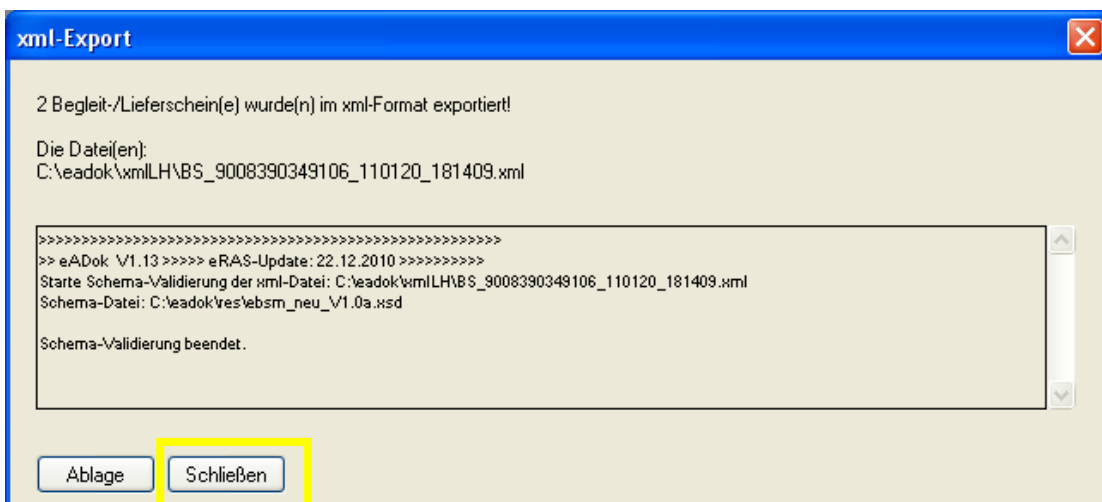 xml-Export
2 Begleit-/Lieferschein(e) wurde(n) im xml-Format exportiert!
Die Datei(en):
C:\eadok\xmlLH\BS_9008390349106_110120_181409.xml
>>>>>>>>>>>>>>>>>>>>>>>>>>>>>>>>>>>>>>>>>>>>>>>>>>>>>>
>> eADok V1.13 >>>>> eRAS-Update: 22.12.2010 >>>>>>>>>>
Starte Schema-Validierung der xml-Datei: C:\eadok\xmlLH\BS_9008390349106_110120_181409.xml
Schema-Datei: C:\eadok\res\ebsm_neu_V1.0a.xsd
Schema-Validierung beendet.
Ablage Schließen